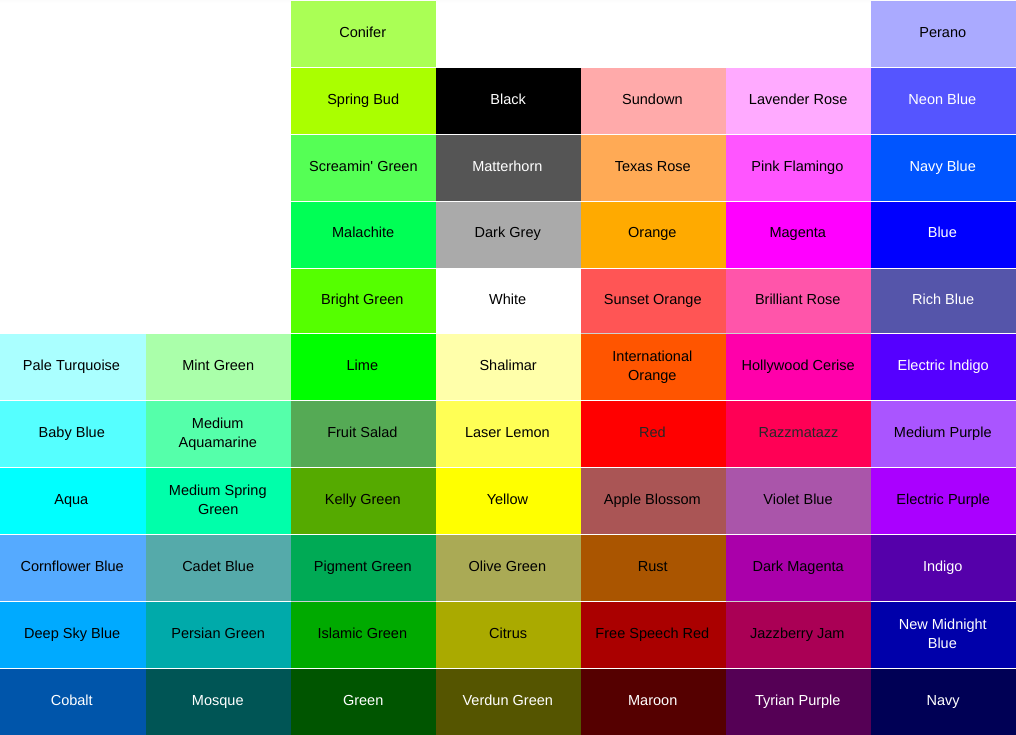 Conifer
Perano
Spring Bud
Black
Sundown
Lavender Rose
Neon Blue
Screamin' Green
Matterhorn
Texas Rose
Pink Flamingo
Navy Blue
Malachite
Dark Grey
Orange
Magenta
Blue
Bright Green
White
Sunset Orange
Brilliant Rose
Rich Blue
Pale Turquoise
Mint Green
Lime
Shalimar
International
Orange
Hollywood Cerise
Electric Indigo
Baby Blue
Medium
Aquamarine
Fruit Salad
Laser Lemon
Red
Razzmatazz
Medium Purple
Aqua
Medium Spring
Green
Kelly Green
Yellow
Apple Blossom
Violet Blue
Electric Purple
Cornflower Blue
Cadet Blue
Pigment Green
Olive Green
Rust
Dark Magenta
Indigo
Deep Sky Blue
Persian Green
Islamic Green
Citrus
Free Speech Red
Jazzberry Jam
New Midnight
Blue
Cobalt
Mosque
Green
Verdun Green
Maroon
Tyrian Purple
Navy